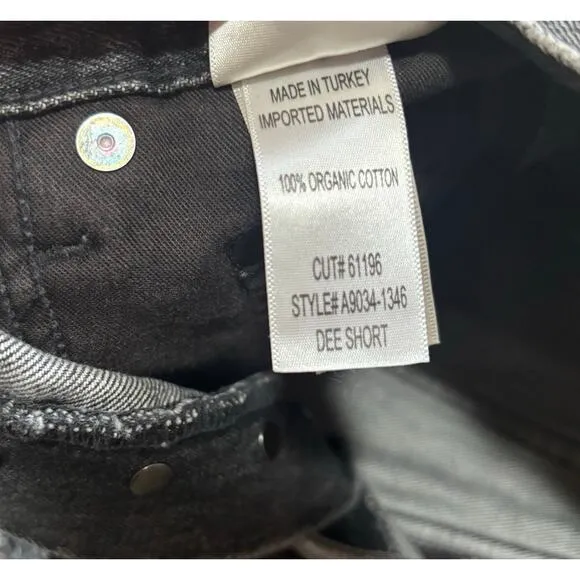 MADE IN TURKEY
IMPORTED MATERIALS
100% ORGANIC COTTON
CUT# 61196
STYLE# A9034-1346
DEE SHORT